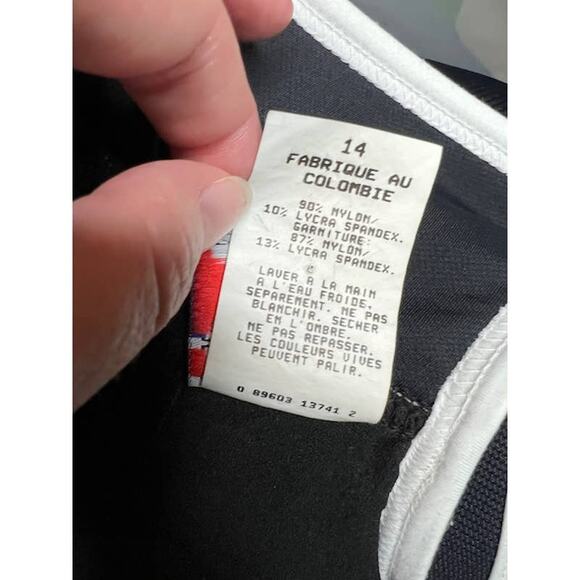 14
FABRIQUE AU
COLOMBIE
90% NYLON/
10% LYCRA SPANDEX.
GARNITURE:
87% NYLON/
13% LYCRA SPANDEX.
C
LAVER A LA MAIN
A L'EAU FROIDE,
SEPAREMENT. NE PAS
BLANCHIR. SECHER
EN L'OMBRE.
NE PAS REPASSER.
LES COULEURS VIVES
PEUVENT PALIR.
0 89603 13741 2